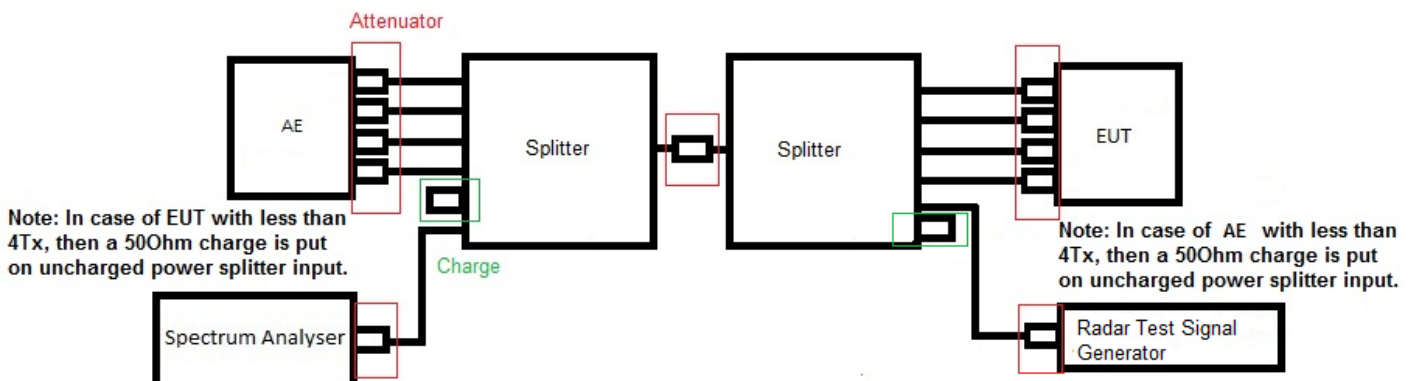 Attenuator
AE
Splitter
Splitter
EUT
Note: In case of EUT with less than
4Tx, then a 50Ohm charge is put
on uncharged power splitter input.
Charge
Note: In case of AE with less than
4Tx, then a 50Ohm charge is put
on uncharged power splitter input.
Spectrum Analyser
Radar Test Signal
Generator